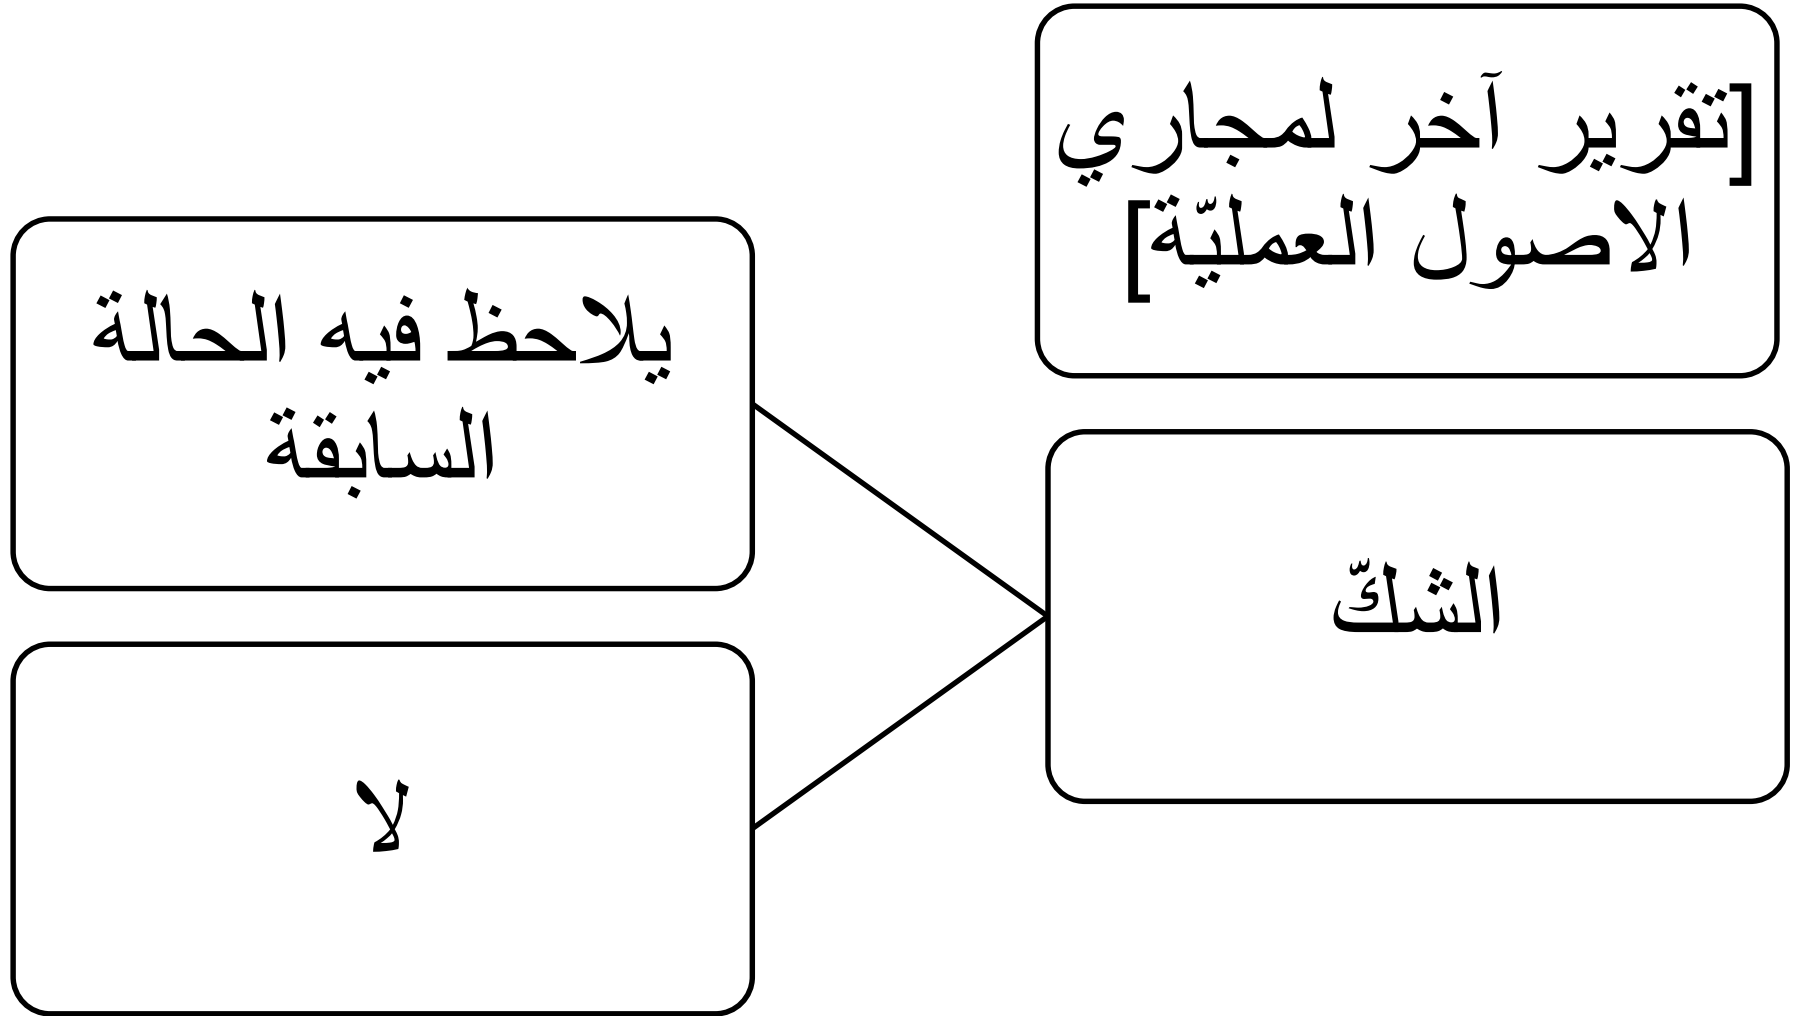 [تقرير آخر لمجاري
الاصول العمليّة]
الشكّ
يلاحظ فيه الحالة
السابقة
لا